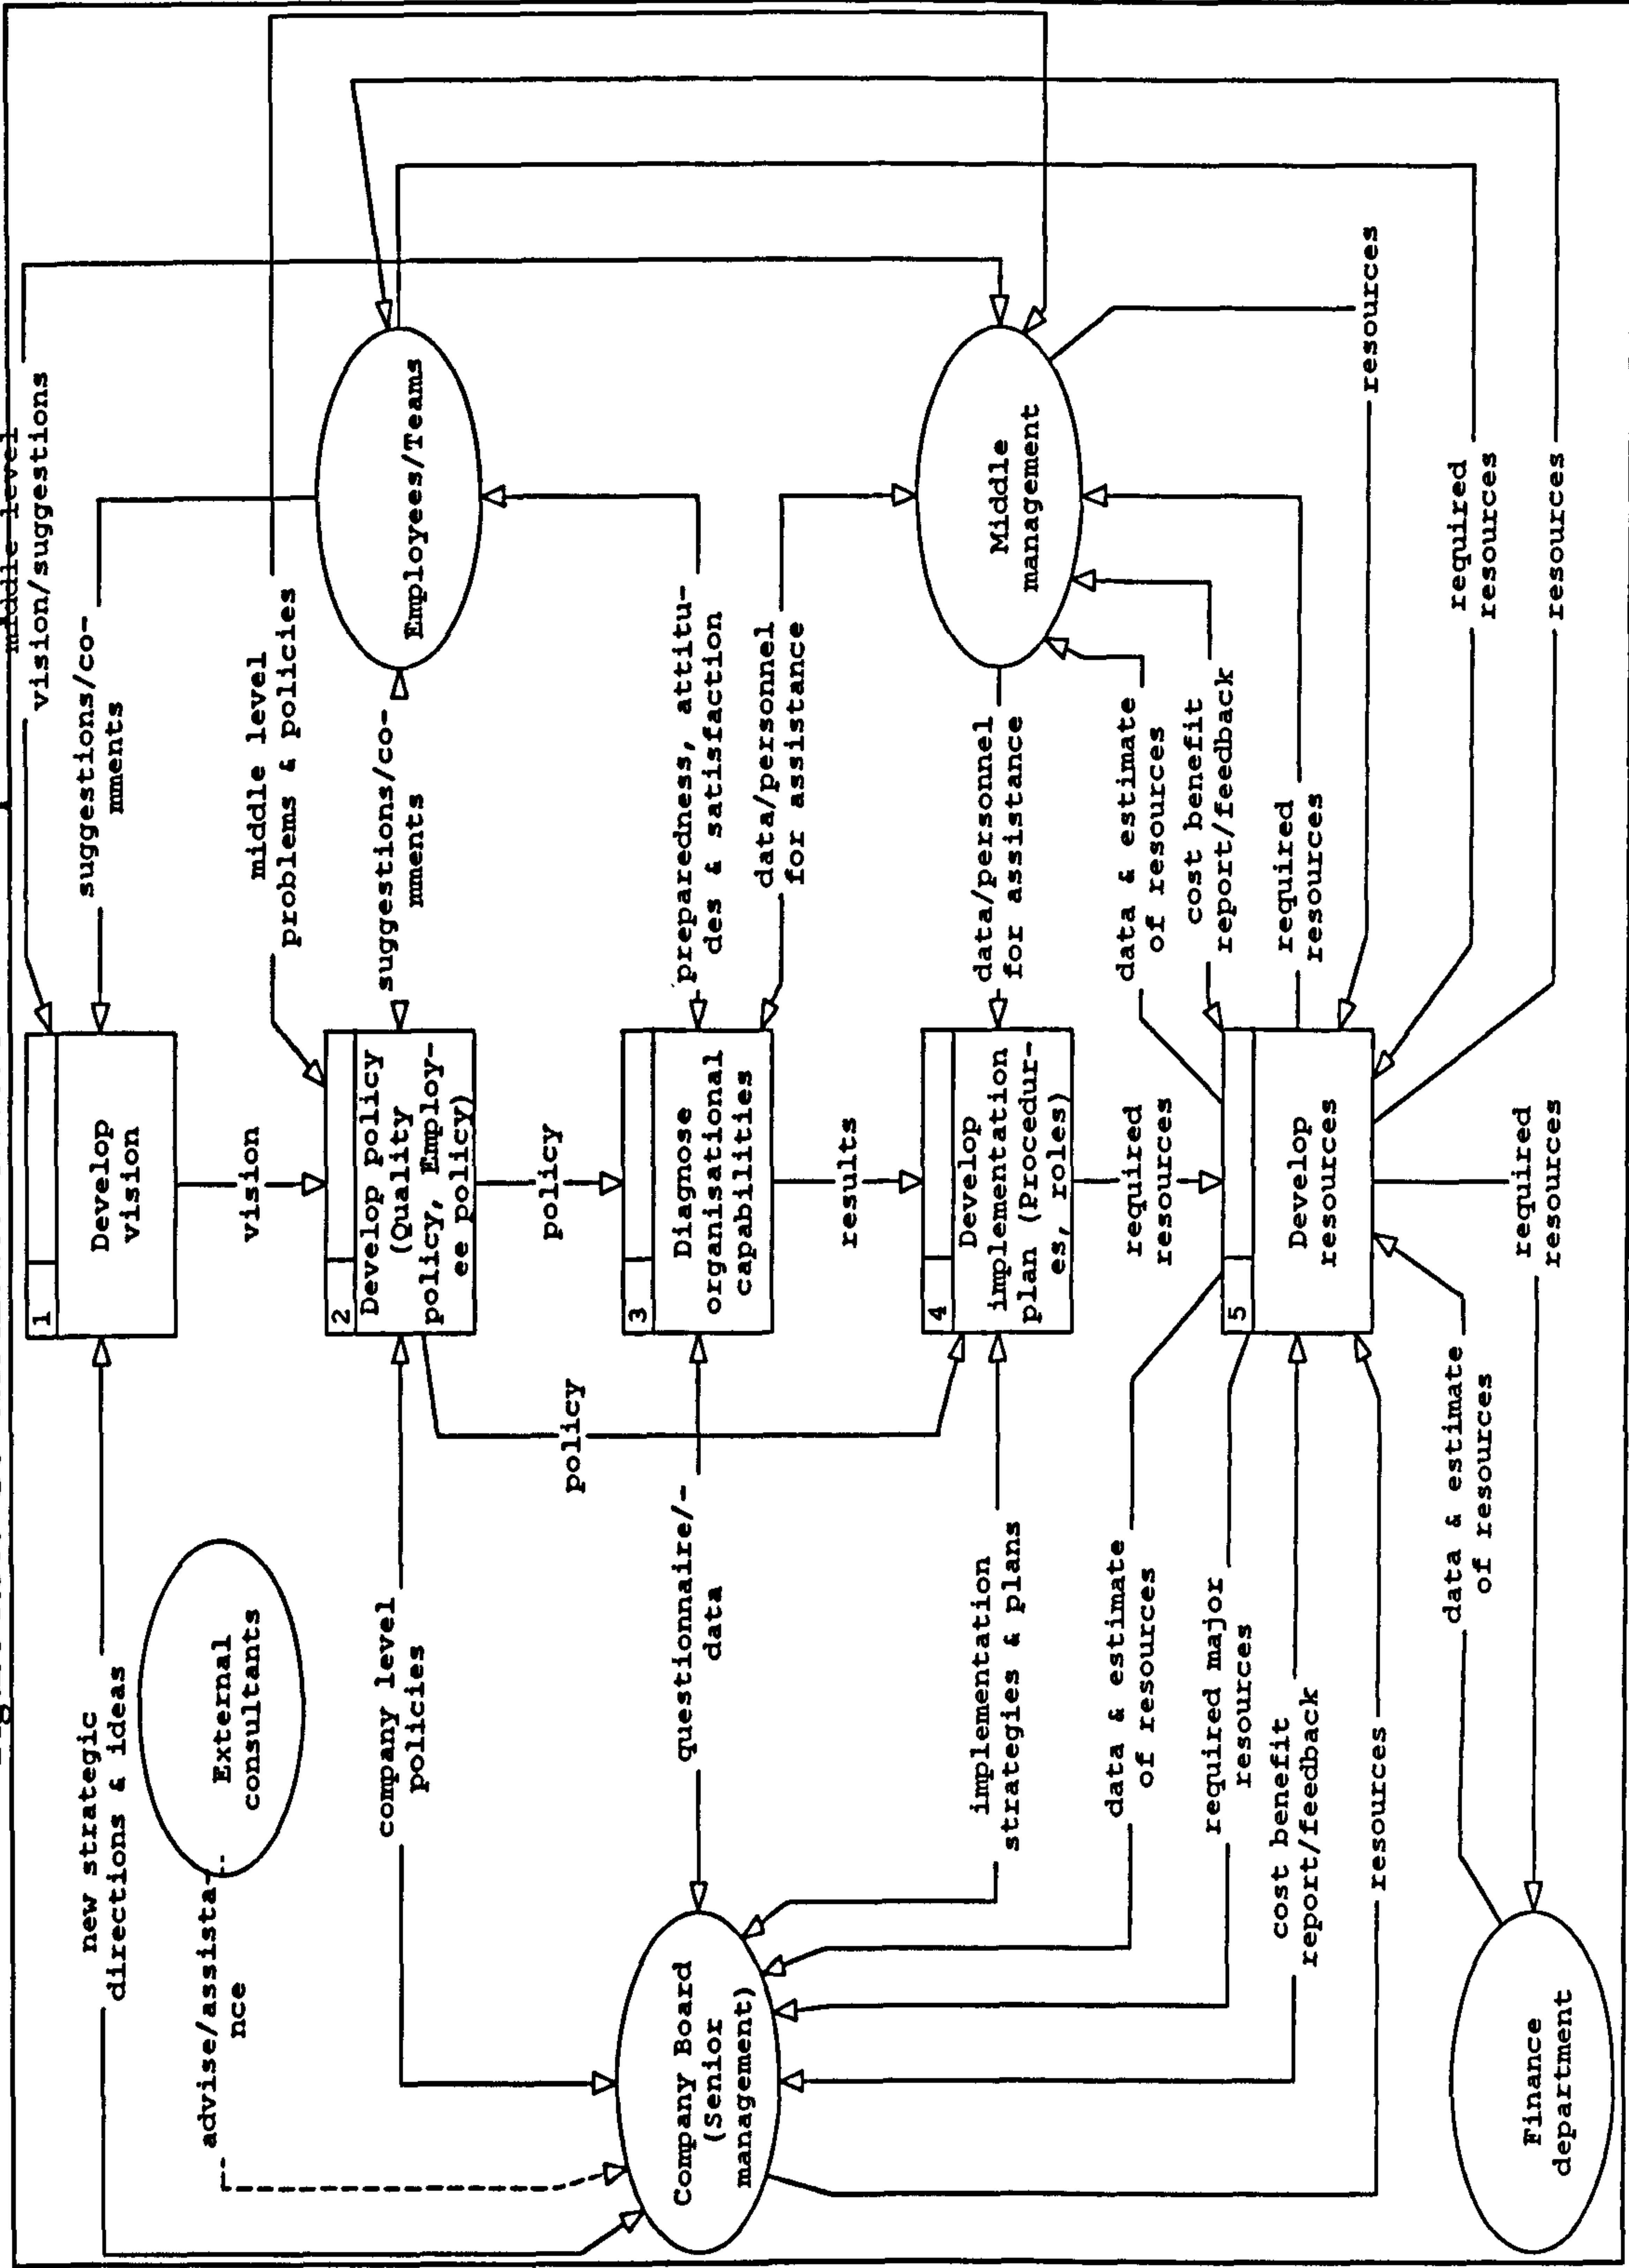 middle level
vision/suggestions
suggestions/co-
mments
new strategic
directions & ideas
1
Develop
vision
External
consultants
advise/assista-
nce
vision
middle level
problems & policies
company level
policies
2
Develop policy
(Quality
policy, Employ-
ee policy)
suggestions/co-
mments
Employees/Teams
policy
policy
Company Board
(Senior
management)
questionnaire/-
data
3
Diagnose
organisational
capabilities
preparedness, attitu-
des & satisfaction
data/personnel
for assistance
results
implementation
strategies & plans
4
Develop
implementation
plan (Procedur-
es, roles)
data/personnel
for assistance
Middle
management
data & estimate
of resources
required
resources
data & estimate
of resources
required major
resources
cost benefit
report/feedback
cost benefit
report/feedback
5
Develop
resources
required
resources
resources
resources
data & estimate
of resources
required
resources
Finance
department
required
resources
resources